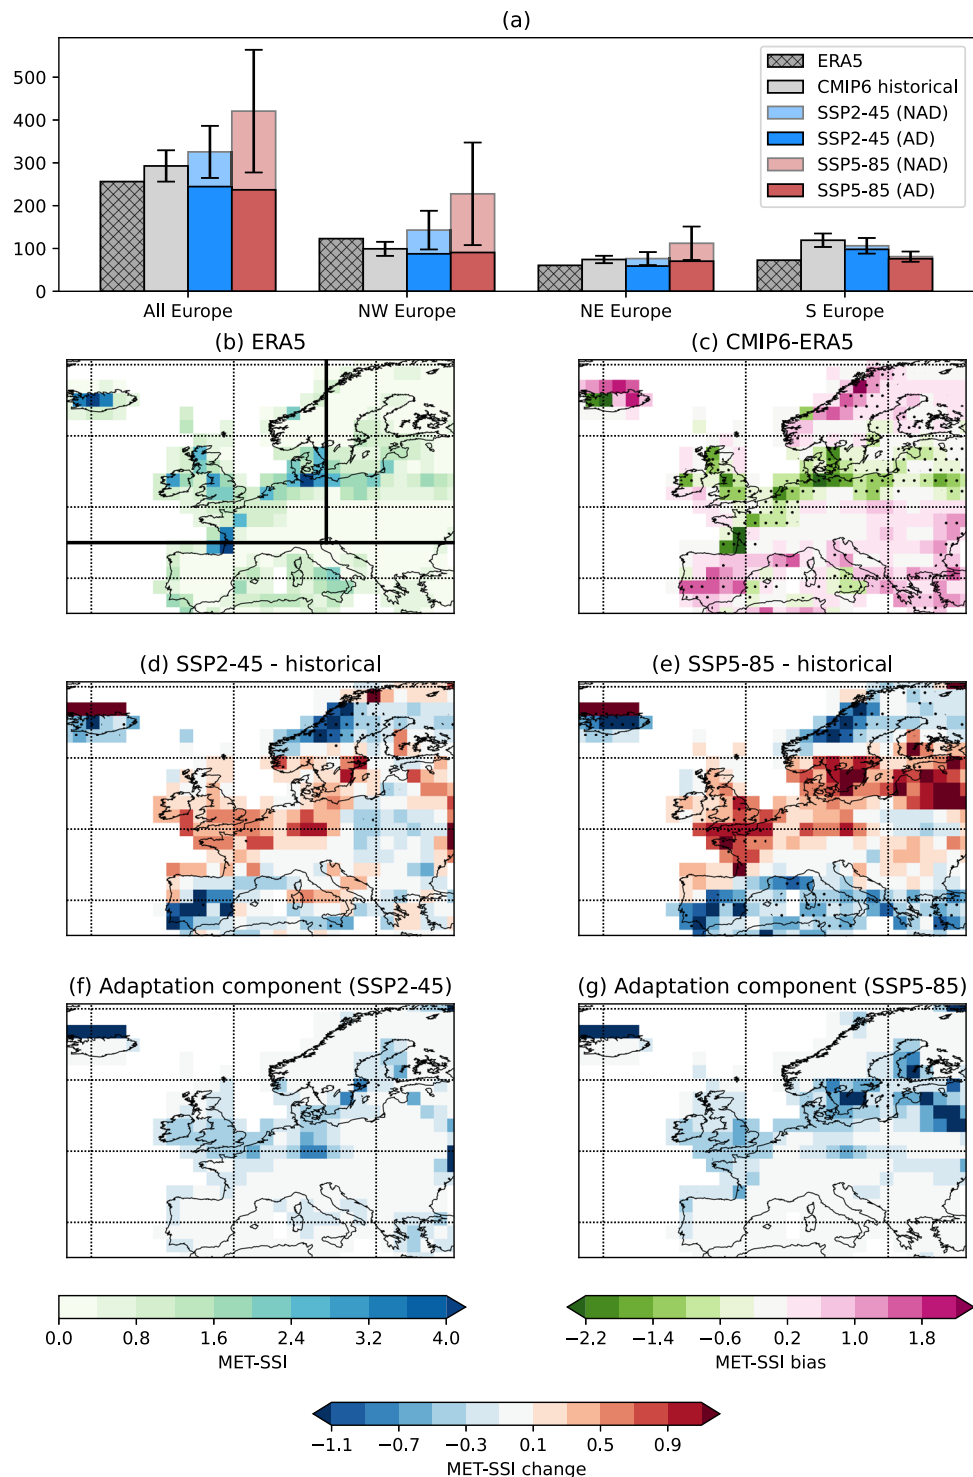 (a)
500
400
300
200
100
0
ERA5
CMIP6 historical
SSP2-45 (NAD)
SSP2-45 (AD)
SSP5-85 (NAD)
SSP5-85 (AD)
All Europe
NW Europe
NE Europe
S Europe
(b) ERA5
(c) CMIP6-ERA5
(d) SSP2-45 - historical
(e) SSP5-85 - historical
(f) Adaptation component (SSP2-45)
(g) Adaptation component (SSP5-85)
0.0 0.8 1.6 2.4 3.2 4.0
MET-SSI
−2.2 −1.4 −0.6 0.2 1.0 1.8
MET-SSI bias
−1.1 −0.7 −0.3 0.1 0.5 0.9
MET-SSI change